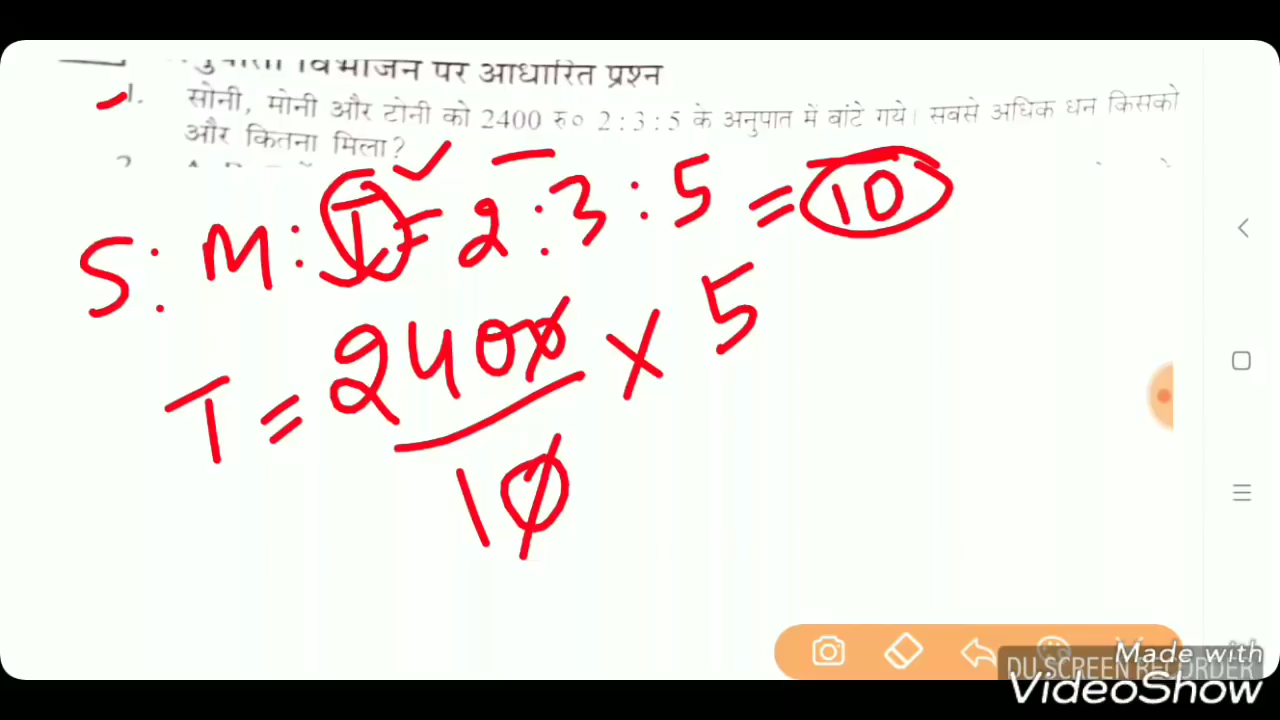 विभाजन पर आधारित प्रश्न
1. सोनी, मोनी और टोनी को 2400 रु० 2 : 3 : 5 के अनुपात में बांटे गये। सबसे अधिक धन किसको
और कितना मिला?
2
S : M : T = 2 : 3 : 5 = 10
T = 2400 / 10 × 5
Made with
DU SCREEN RECORDER
VideoShow